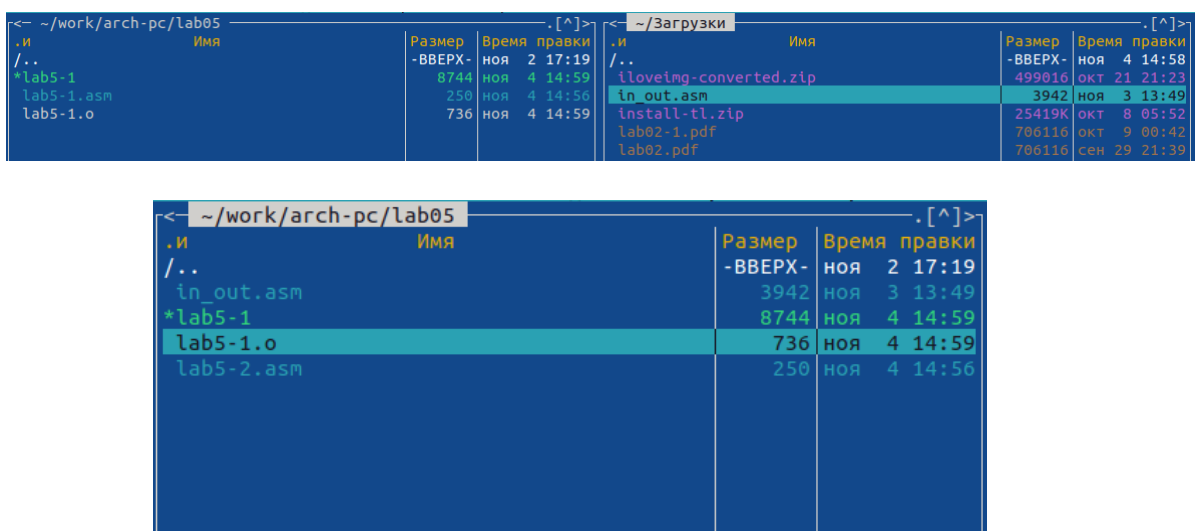 <─ ~/work/arch-pc/lab05 ─.[^]>
.и Имя Размер Время правки
/.. -ВВЕРХ- ноя 2 17:19
*lab5-1 8744 ноя 4 14:59
lab5-1.asm 250 ноя 4 14:56
lab5-1.o 736 ноя 4 14:59
<─ ~/Загрузки ─.[^]>
.и Имя Размер Время правки
/.. -ВВЕРХ- ноя 4 14:58
iloveimg-converted.zip 499016 окт 21 21:23
in_out.asm 3942 ноя 3 13:49
install-tl.zip 25419K окт 8 05:52
lab02-1.pdf 706116 окт 9 00:42
lab02.pdf 706116 сен 29 21:39
<─ ~/work/arch-pc/lab05 ─.[^]>
.и Имя Размер Время правки
/.. -ВВЕРХ- ноя 2 17:19
in_out.asm 3942 ноя 3 13:49
*lab5-1 8744 ноя 4 14:59
lab5-1.o 736 ноя 4 14:59
lab5-2.asm 250 ноя 4 14:56